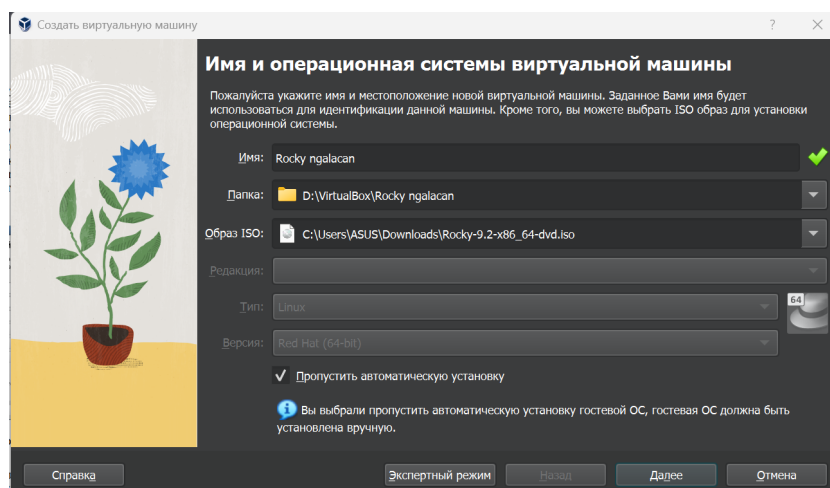 Создать виртуальную машину
Имя и операционная системы виртуальной машины
Пожалуйста укажите имя и местоположение новой виртуальной машины. Заданное Вами имя будет
использоваться для идентификации данной машины. Кроме того, вы можете выбрать ISO образ для установки
операционной системы.
Имя: Rocky ngalacan
Папка: D:\VirtualBox\Rocky ngalacan
Образ ISO: C:\Users\ASUS\Downloads\Rocky-9.2-x86_64-dvd.iso
Редакция:
Тип: Linux 64
Версия: Red Hat (64-bit)
Пропустить автоматическую установку
Вы выбрали пропустить автоматическую установку гостевой ОС, гостевая ОС должна быть
установлена вручную.
Справка Экспертный режим Назад Далее Отмена